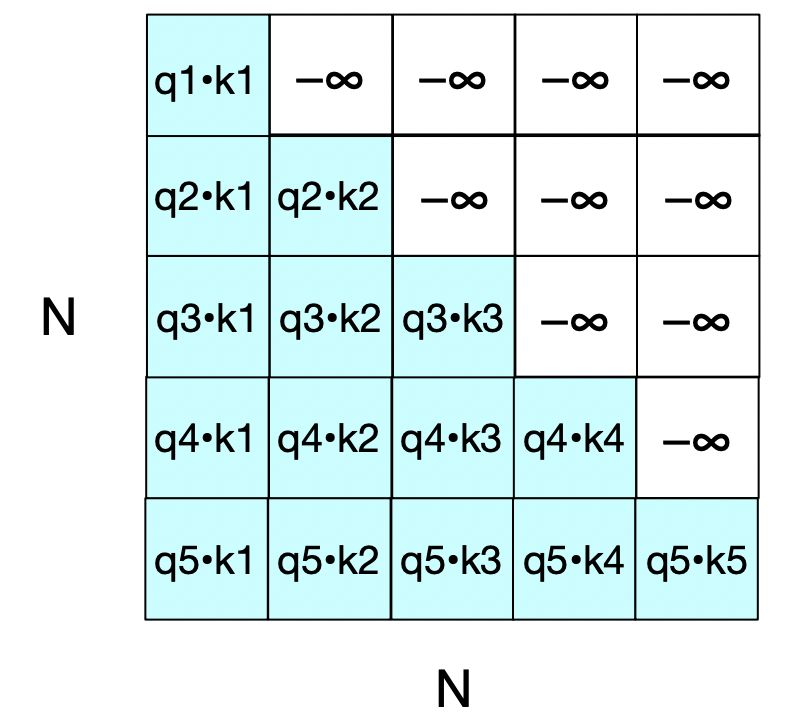 q1•k1 –∞ –∞ –∞ –∞
q2•k1 q2•k2 –∞ –∞ –∞
N q3•k1 q3•k2 q3•k3 –∞ –∞
q4•k1 q4•k2 q4•k3 q4•k4 –∞
q5•k1 q5•k2 q5•k3 q5•k4 q5•k5
N